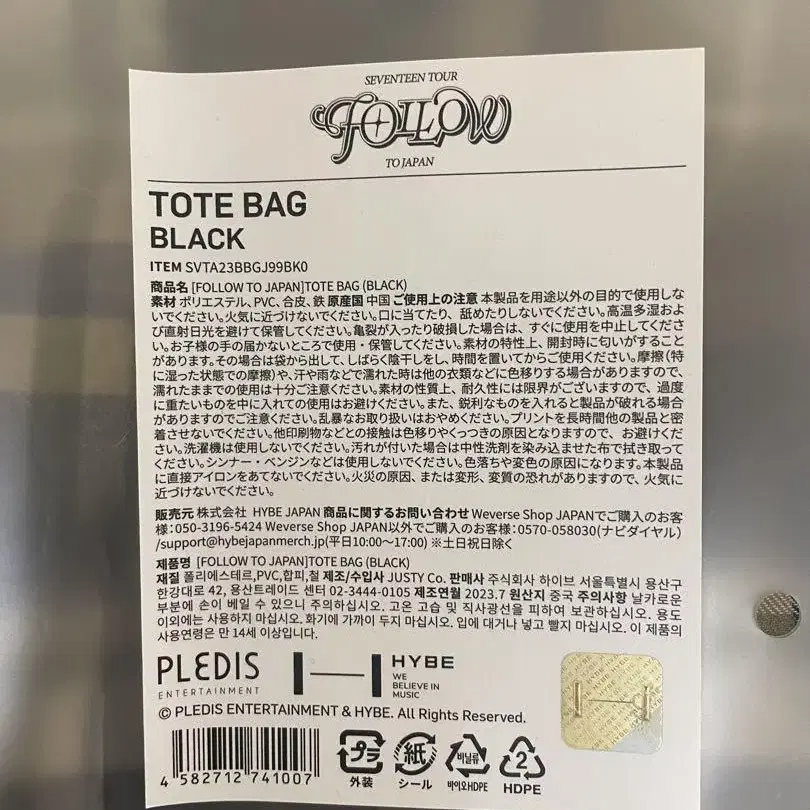 SEVENTEEN TOUR
FOLLOW
TO JAPAN
TOTE BAG
BLACK
ITEM SVTA23BBGJ99BK0
商品名 [FOLLOW TO JAPAN]TOTE BAG (BLACK)
素材 ポリエステル、PVC、合皮、鉄 原産国 中国 ご使用上の注意 本製品を用途以外の目的で使用しな
いでください。火気に近づけないでください。口に当てたり、舐めたりしないでください。高温多湿およ
び直射日光を避けて保管してください。亀裂が入ったり破損した場合は、すぐに使用を中止してくださ
い。お子様の手の届かないところで使用・保管してください。素材の特性上、開封時に匂いがすること
があります。その場合は袋から出して、しばらく陰干しをし、時間を置いてからご使用ください。摩擦(特
に湿った状態での摩擦)や、汗や雨などで濡れた時は他の衣類などに色移りする場合がありますので、
濡れたままでの使用は十分ご注意ください。素材の性質上、耐久性には限界がございますので、過度
に重たいものを中に入れての使用はお避けください。また、鋭利なものを入れると製品が破れる場合
がありますのでご注意ください。乱暴なお取り扱いはおやめください。プリントを長時間他の製品と密
着させないでください。他印刷物などとの接触は色移りやくっつきの原因となりますので、お避けくだ
さい。洗濯機は使用しないでください。汚れが付いた場合は中性洗剤を染み込ませた布で拭き取って
ください。シンナー・ベンジンなどは使用しないでください。色落ちや変色の原因になります。本製品
に直接アイロンをあてないでください。火災の原因、または変形、変質の恐れがありますので、火気に
近づけないでください。
販売元 株式会社 HYBE JAPAN 商品に関するお問い合わせ Weverse Shop JAPANでご購入のお客
様：050-3196-5424 Weverse Shop JAPAN以外でご購入のお客様：0570-058030(ナビダイヤル)
/support@hybejapanmerch.jp(平日10:00〜17:00) ※土日祝日除く
제품명 [FOLLOW TO JAPAN]TOTE BAG (BLACK)
재질 폴리에스테르,PVC,합피,철 제조/수입사 JUSTY Co. 판매사 주식회사 하이브 서울특별시 용산구
한강대로 42, 용산트레이드 센터 02-3444-0105 제조연월 2023.7 원산지 중국 주의사항 날카로운
부분에 손이 베일 수 있으니 주의하십시오. 고온 고습 및 직사광선을 피하여 보관하십시오. 용도
이외에는 사용하지 마십시오. 화기에 가까이 두지 마십시오. 입에 대거나 넣고 빨지 마십시오. 이 제품의
사용연령은 만 14세 이상입니다.
PLEDIS
ENTERTAINMENT
HYBE
WE
BELIEVE IN
MUSIC
© PLEDIS ENTERTAINMENT & HYBE. All Rights Reserved.
4 582712 741007
プラ
外装
紙
シール
비닐류
바이오HDPE
2
HDPE